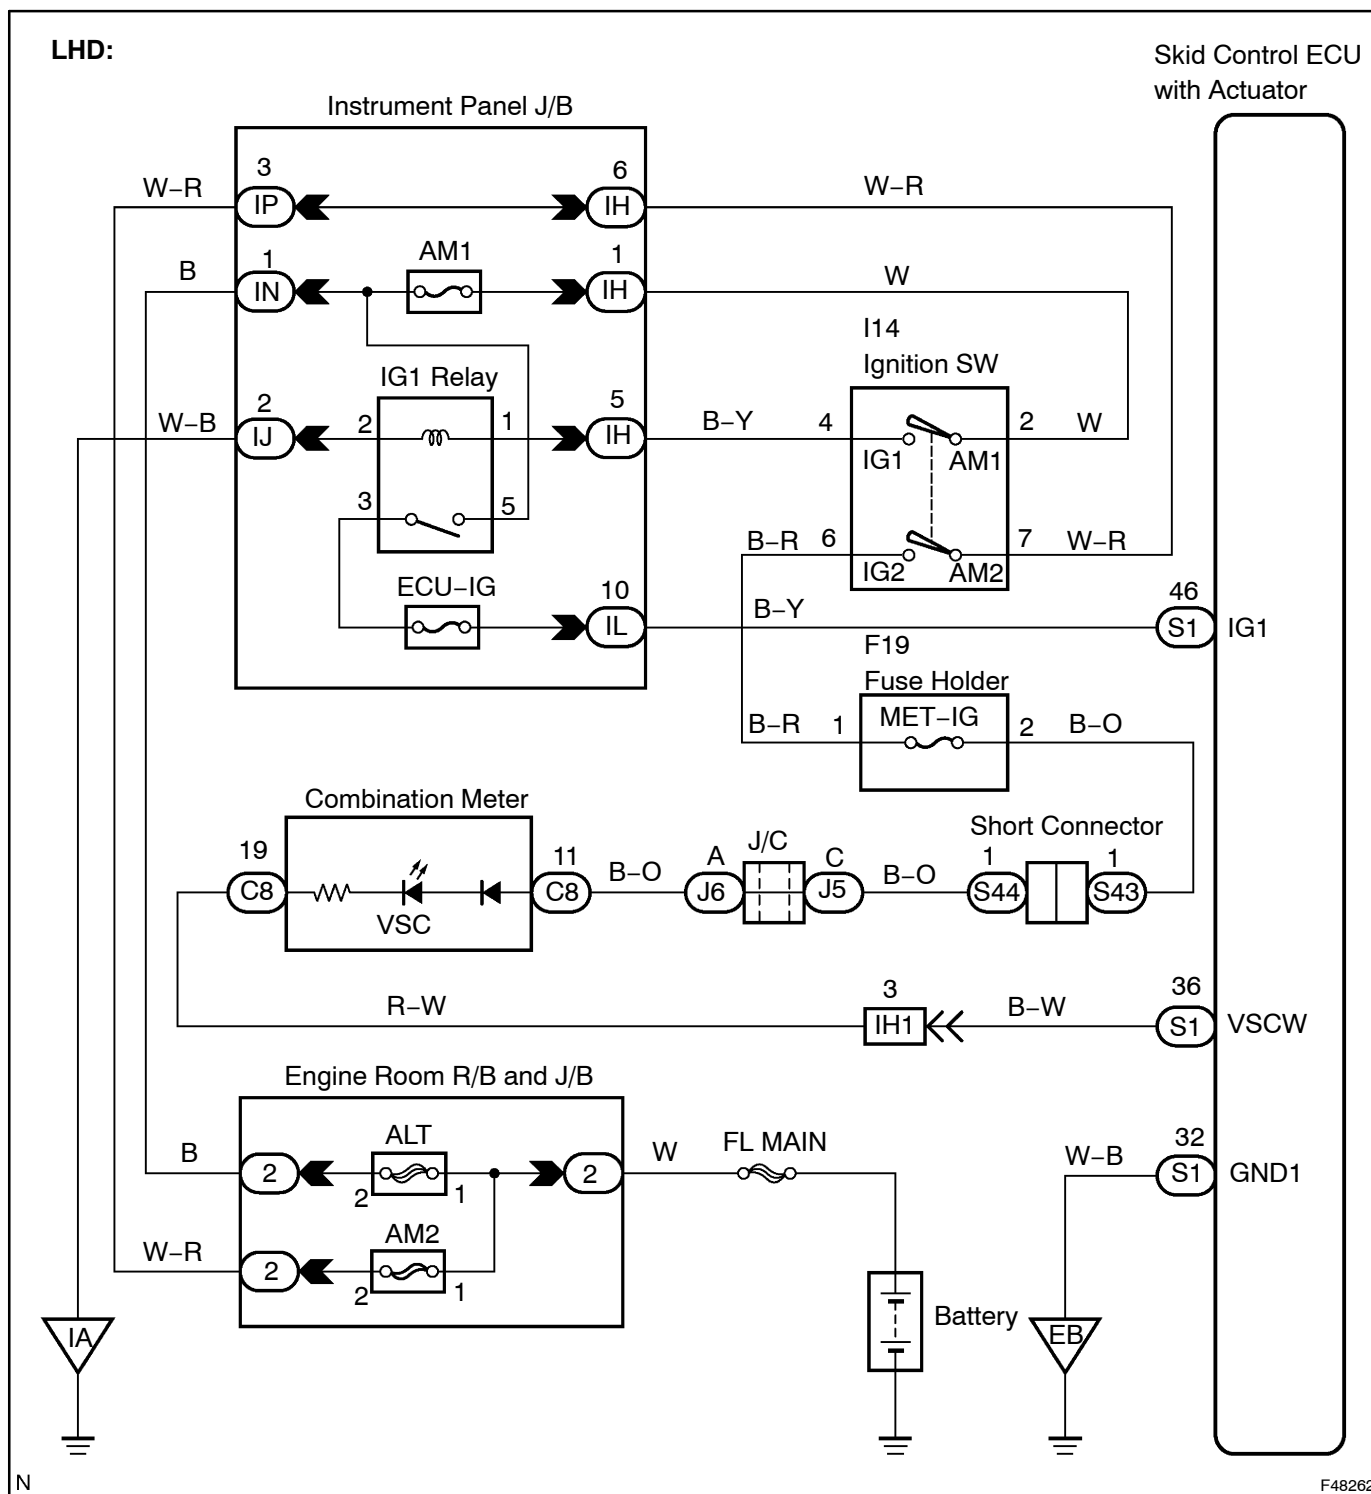 LHD:
Skid Control ECU
with Actuator
Instrument Panel J/B
W–R
3
IP
6
IH
W–R
B
1
IN
AM1
1
IH
W
I14
Ignition SW
IG1 Relay
W–B
2
IJ
2
1
5
IH
B–Y
4
IG1
AM1
2
W
3
5
B–R
6
IG2
AM2
7
W–R
ECU–IG
10
IL
B–Y
46
S1
IG1
F19
Fuse Holder
B–R
1
MET–IG
2
B–O
Combination Meter
Short Connector
19
C8
VSC
11
C8
B–O
A
J6
J/C
C
J5
B–O
1
S44
1
S43
R–W
3
IH1
B–W
36
S1
VSCW
Engine Room R/B and J/B
B
2
ALT
2
1
2
W
FL MAIN
W–B
32
S1
GND1
W–R
2
AM2
2
1
IA
Battery
EB
N
F48262